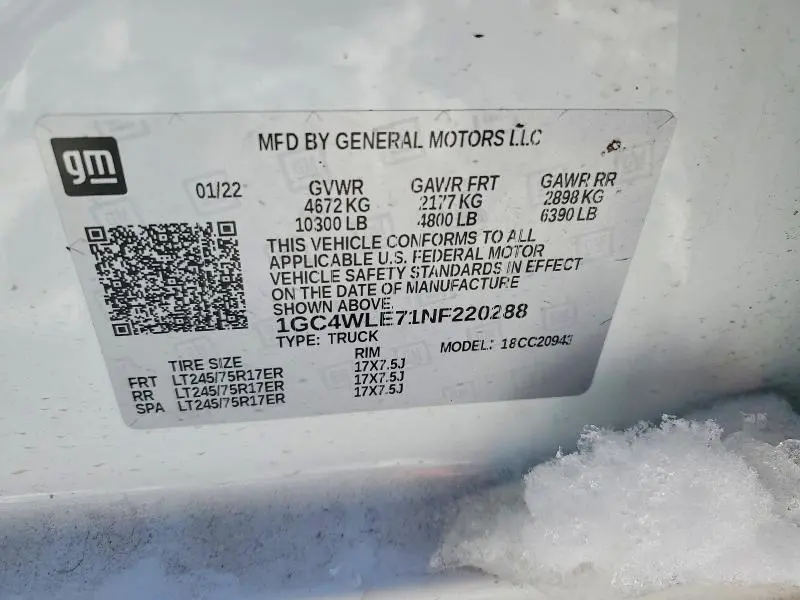 gm
MFD BY GENERAL MOTORS LLC
01/22
GVWR GAWR FRT GAWR RR
4672 KG 2177 KG 2898 KG
10300 LB 4800 LB 6390 LB
THIS VEHICLE CONFORMS TO ALL
APPLICABLE U.S. FEDERAL MOTOR
VEHICLE SAFETY STANDARDS IN EFFECT
ON THE DATE OF MANUFACTURE
SHOWN ABOVE.
1GC4WLE71NF220288
TYPE: TRUCK MODEL: 18CC20943
TIRE SIZE RIM
FRT LT245/75R17ER 17X7.5J
RR LT245/75R17ER 17X7.5J
SPA LT245/75R17ER 17X7.5J